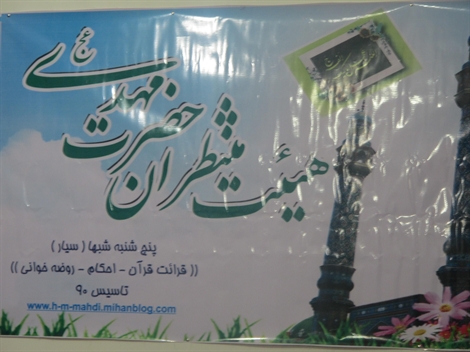 هیئت منتظران حضرت مهدی عج
پنج شنبه شبها ( سیار )
(( قرائت قرآن - احکام - روضه خوانی ))
تاسیس ۹۰
www.h-m-mahdi.mihanblog.com